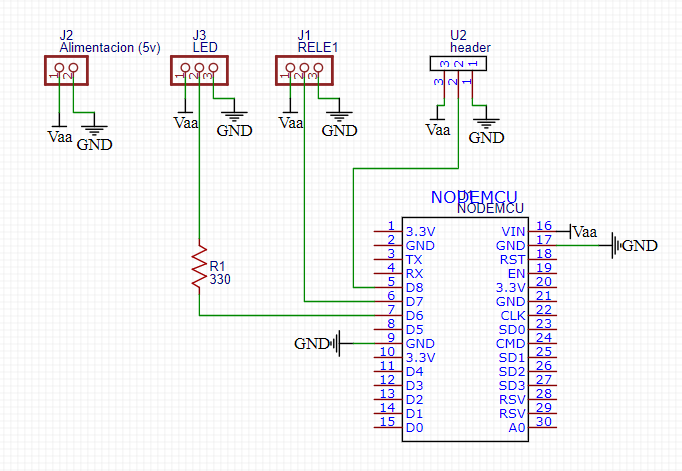 J2
Alimentacion (5v)
1 2
Vaa
GND
J3
LED
1 2 3
Vaa
GND
J1
RELE1
1 2 3
Vaa
GND
U2
header
3 2 1
3 2 1
Vaa
GND
R1
330
NODEMCU
U1
NODEMCU
1 3.3V VIN 16 Vaa
2 GND GND 17 GND
3 TX RST 18
4 RX EN 19
5 D8 3.3V 20
6 D7 GND 21
7 D6 CLK 22
8 D5 SD0 23
GND 9 GND CMD 24
10 3.3V SD1 25
11 D4 SD2 26
12 D3 SD3 27
13 D2 RSV 28
14 D1 RSV 29
15 D0 A0 30